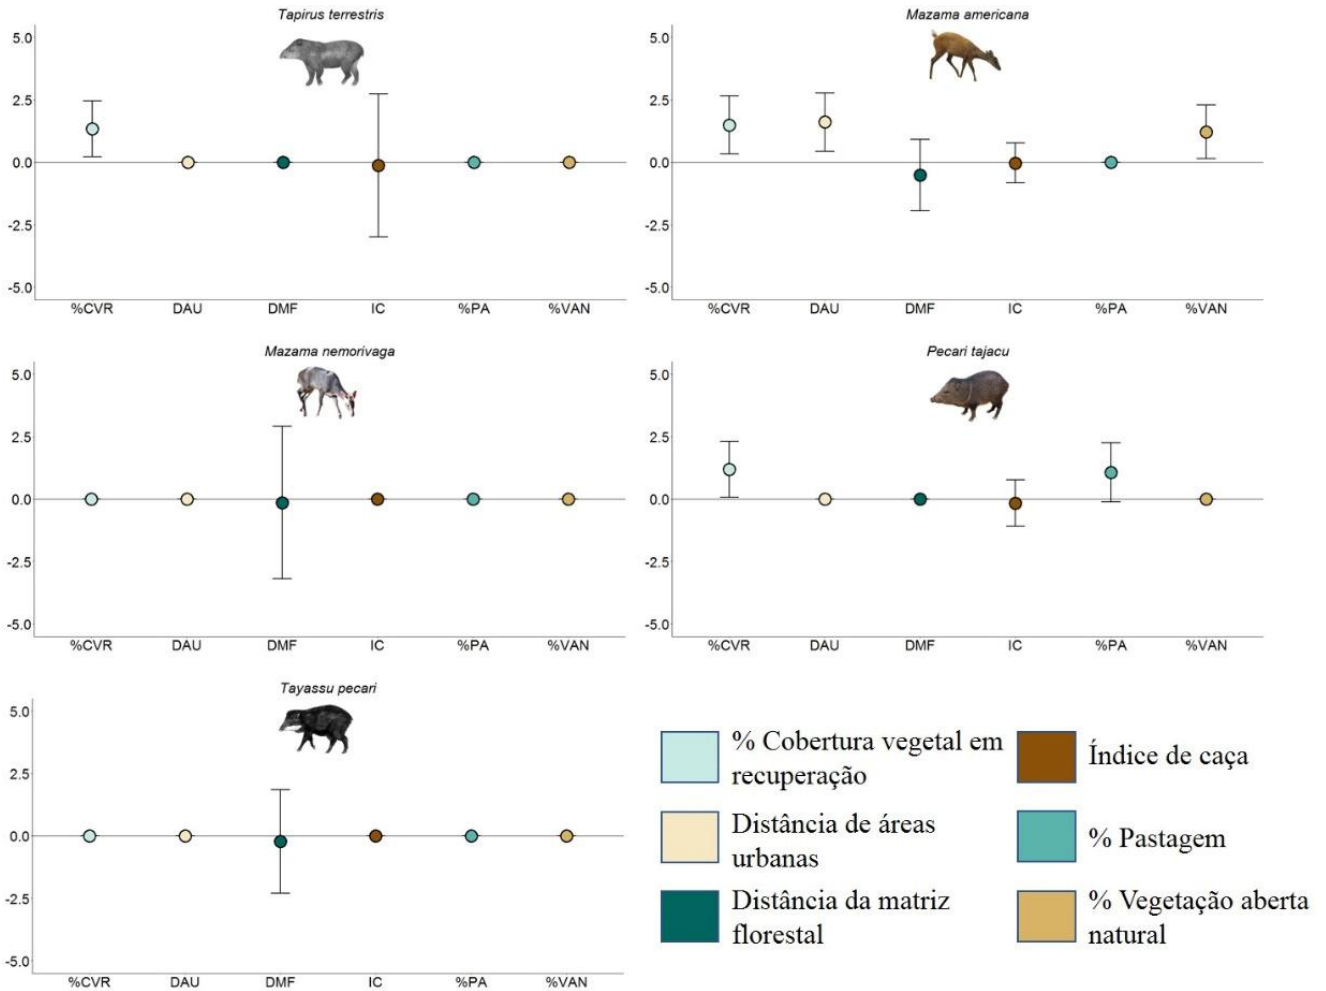 Tapirus terrestris
5.0
2.5
0.0
-2.5
-5.0
%CVR DAU DMF IC %PA %VAN
Mazama americana
5.0
2.5
0.0
-2.5
-5.0
%CVR DAU DMF IC %PA %VAN
Mazama nemorivaga
5.0
2.5
0.0
-2.5
-5.0
%CVR DAU DMF IC %PA %VAN
Pecari tajacu
5.0
2.5
0.0
-2.5
-5.0
%CVR DAU DMF IC %PA %VAN
Tayassu pecari
5.0
2.5
0.0
-2.5
-5.0
%CVR DAU DMF IC %PA %VAN
% Cobertura vegetal em
recuperação
Distância de áreas
urbanas
Distância da matriz
florestal
Índice de caça
% Pastagem
% Vegetação aberta
natural